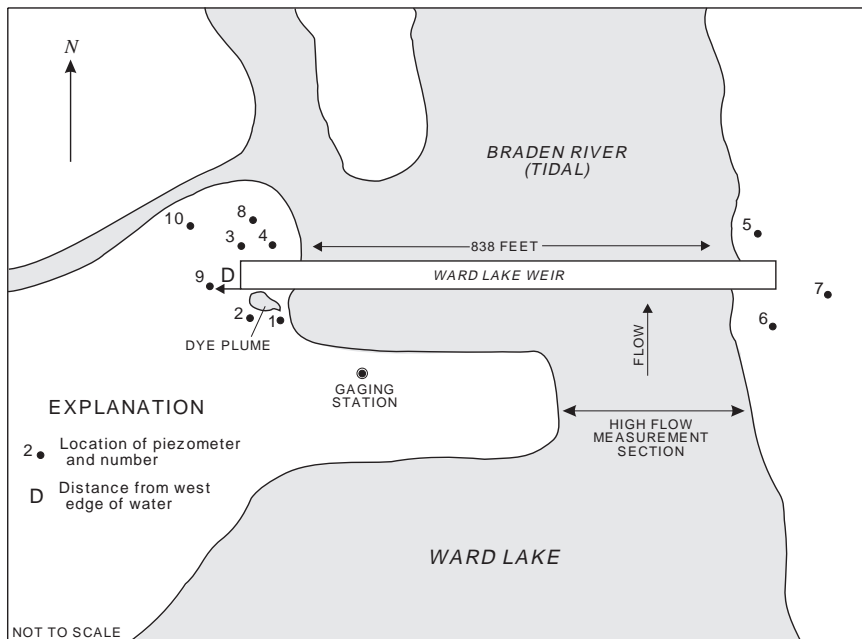 N
BRADEN RIVER
(TIDAL)
10
8
3
4
5
838 FEET
9
D
WARD LAKE WEIR
7
2
1
6
DYE PLUME
FLOW
GAGING
STATION
HIGH FLOW
MEASUREMENT
SECTION
EXPLANATION
2 Location of piezometer
and number
D Distance from west
edge of water
WARD LAKE
NOT TO SCALE